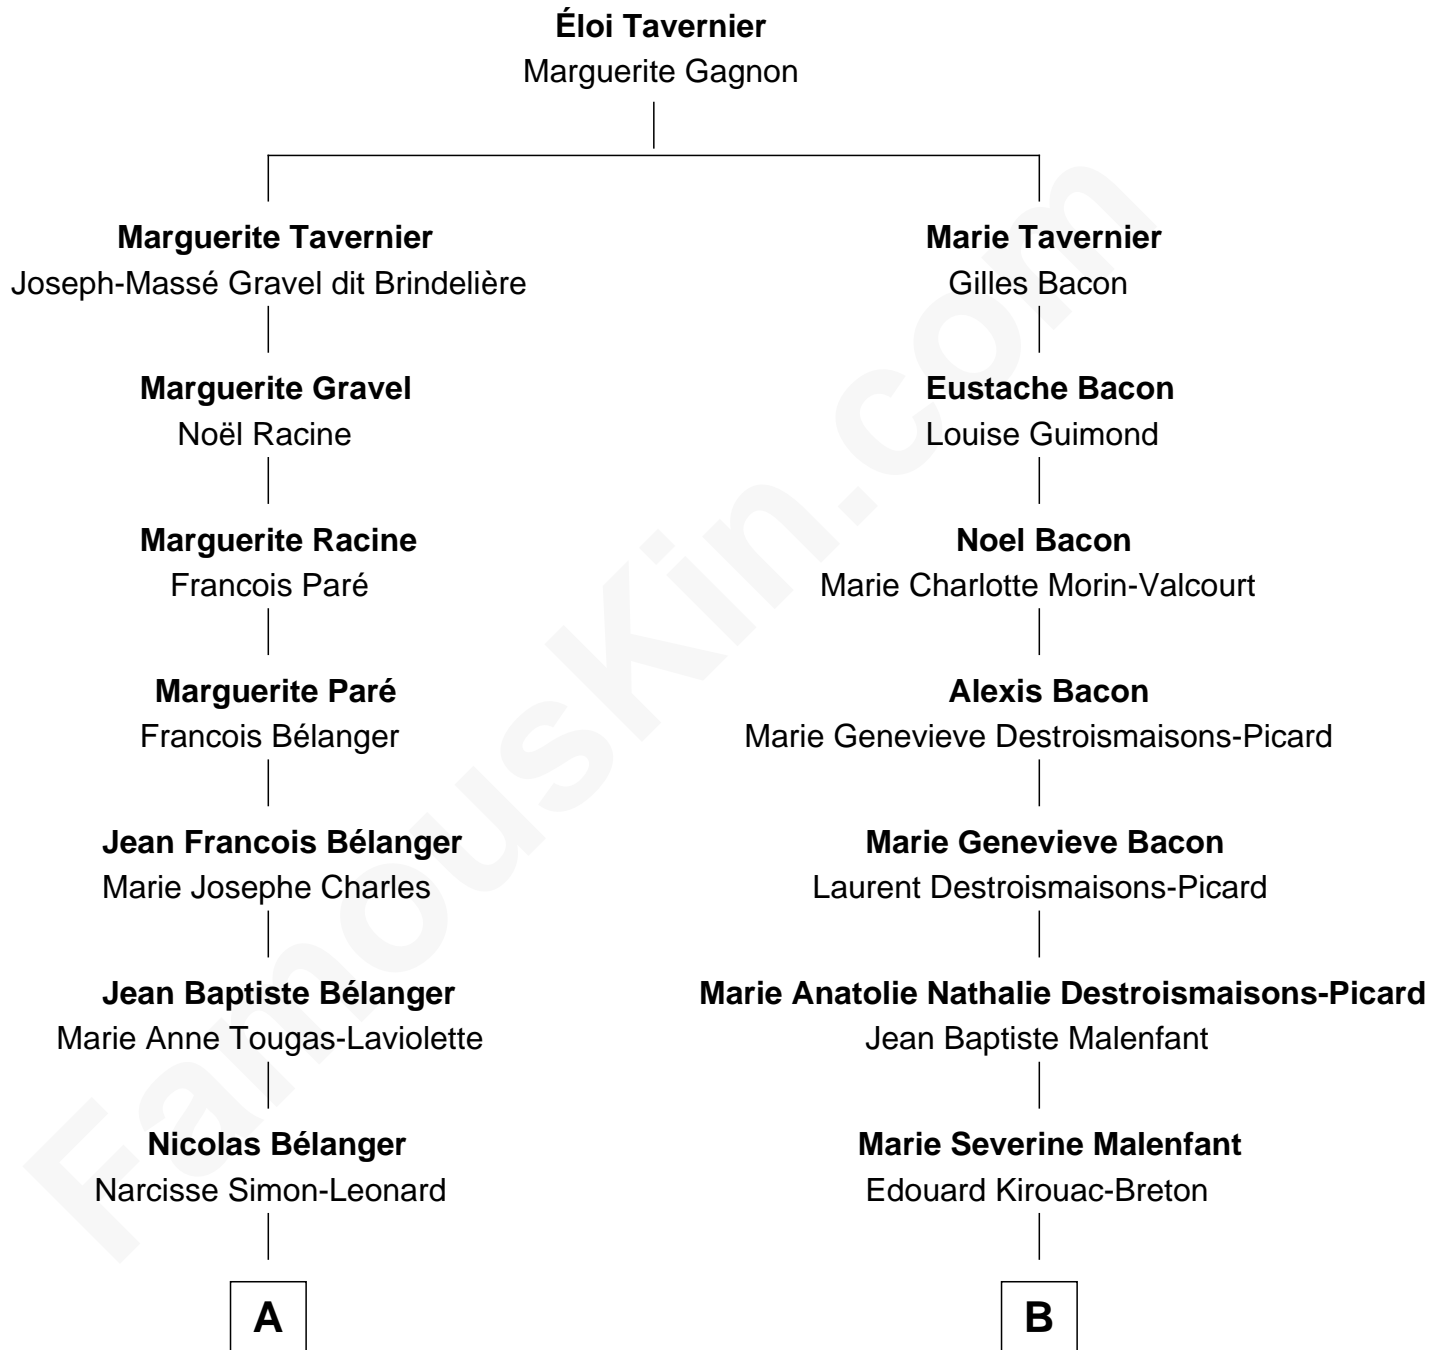 Éloi Tavernier
Marguerite Gagnon
Marguerite Tavernier
Joseph-Massé Gravel dit Brindelière
Marguerite Gravel
Noël Racine
Marguerite Racine
Francois Paré
Marguerite Paré
Francois Bélanger
Jean Francois Bélanger
Marie Josephe Charles
Jean Baptiste Bélanger
Marie Anne Tougas-Laviolette
Nicolas Bélanger
Narcisse Simon-Leonard
A
Marie Tavernier
Gilles Bacon
Eustache Bacon
Louise Guimond
Noel Bacon
Marie Charlotte Morin-Valcourt
Alexis Bacon
Marie Genevieve Destroismaisons-Picard
Marie Genevieve Bacon
Laurent Destroismaisons-Picard
Marie Anatolie Nathalie Destroismaisons-Picard
Jean Baptiste Malenfant
Marie Severine Malenfant
Edouard Kirouac-Breton
B
FamousKin.com